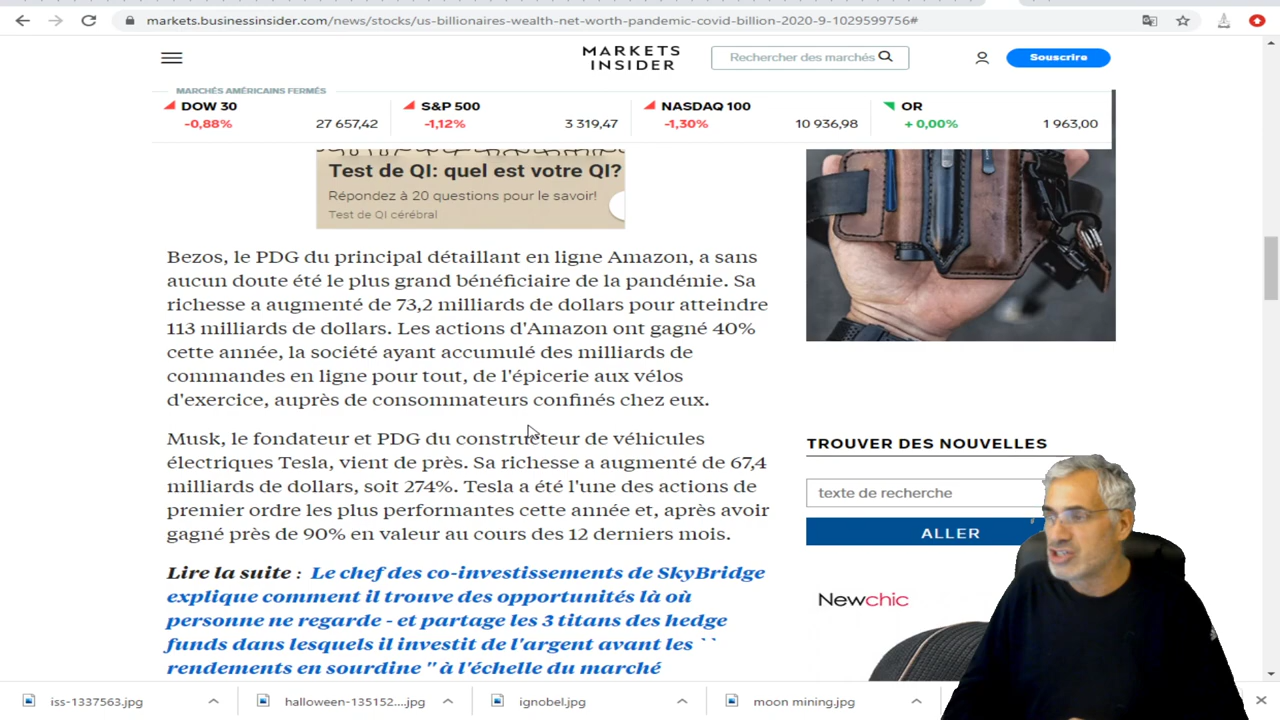 markets.businessinsider.com/news/stocks/us-billionaires-wealth-net-worth-pandemic-covid-billion-2020-9-1029599756#
MARKETS
INSIDER
Rechercher des marchés
Souscrire
MARCHÉS AMÉRICAINS FERMÉS
DOW 30
-0,88%
27 657,42
S&P 500
-1,12%
3 319,47
NASDAQ 100
-1,30%
10 936,98
OR
+ 0,00%
1 963,00
Test de QI: quel est votre QI?
Répondez à 20 questions pour le savoir!
Test de QI cérébral
Bezos, le PDG du principal détaillant en ligne Amazon, a sans
aucun doute été le plus grand bénéficiaire de la pandémie. Sa
richesse a augmenté de 73,2 milliards de dollars pour atteindre
113 milliards de dollars. Les actions d'Amazon ont gagné 40%
cette année, la société ayant accumulé des milliards de
commandes en ligne pour tout, de l'épicerie aux vélos
d'exercice, auprès de consommateurs confinés chez eux.
Musk, le fondateur et PDG du constructeur de véhicules
électriques Tesla, vient de près. Sa richesse a augmenté de 67,4
milliards de dollars, soit 274%. Tesla a été l'une des actions de
premier ordre les plus performantes cette année et, après avoir
gagné près de 90% en valeur au cours des 12 derniers mois.
Lire la suite : Le chef des co-investissements de SkyBridge
explique comment il trouve des opportunités là où
personne ne regarde - et partage les 3 titans des hedge
funds dans lesquels il investit de l'argent avant les ``
rendements en sourdine '' à l'échelle du marché
TROUVER DES NOUVELLES
texte de recherche
ALLER
Newchic
iss-1337563.jpg
halloween-135152....jpg
ignobel.jpg
moon mining.jpg